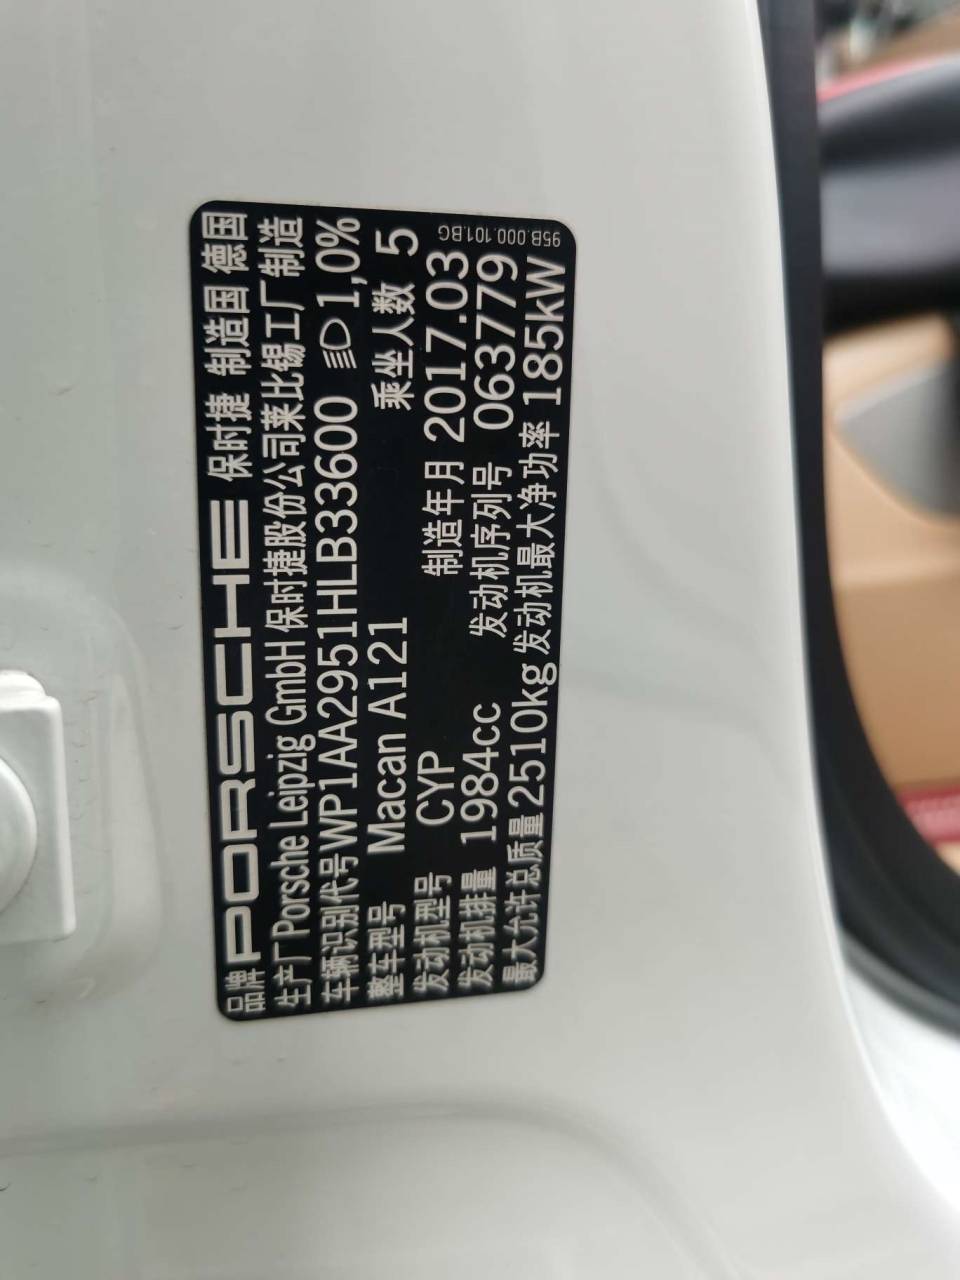 品牌 PORSCHE 保时捷 制造国 德国
生产厂 Porsche Leipzig GmbH 保时捷股份公司莱比锡工厂制造
车辆识别代号 WP1AA2951HLB33600 1,0%
整车型号 Macan A121 乘坐人数 5
发动机型号 CYP 制造年月 2017.03
发动机排量 1984cc 发动机序列号 063779
最大允许总质量 2510kg 发动机最大净功率 185kW
95B.000.101.BG